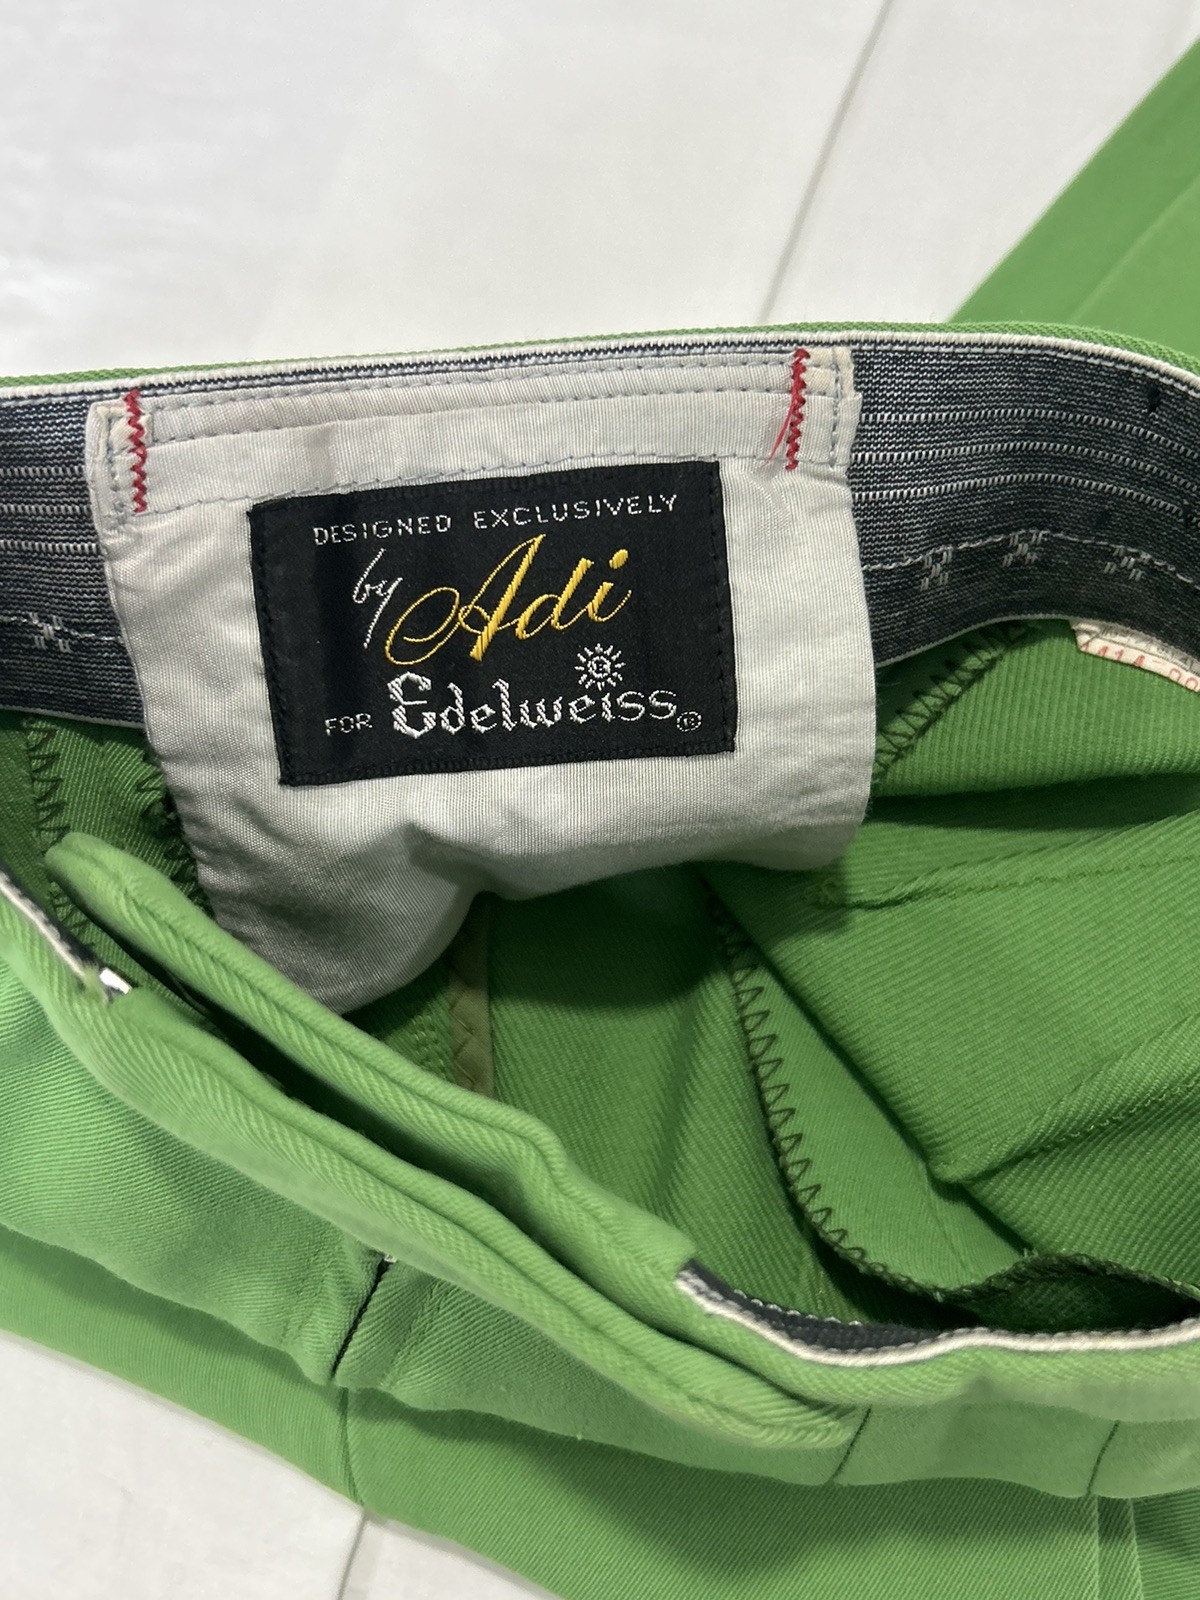 DESIGNED EXCLUSIVELY
by Adi
FOR Edelweiss®